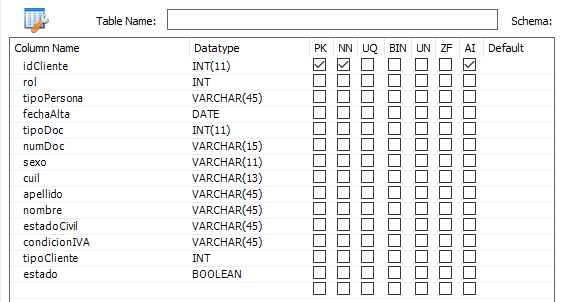 Table Name: Schema:
Column Name Datatype PK NN UQ BIN UN ZF AI Default
idCliente INT(11)
rol INT
tipoPersona VARCHAR(45)
fechaAlta DATE
tipoDoc INT(11)
numDoc VARCHAR(15)
sexo VARCHAR(11)
cuil VARCHAR(13)
apellido VARCHAR(45)
nombre VARCHAR(45)
estadoCivil VARCHAR(45)
condicionIVA VARCHAR(45)
tipoCliente INT
estado BOOLEAN